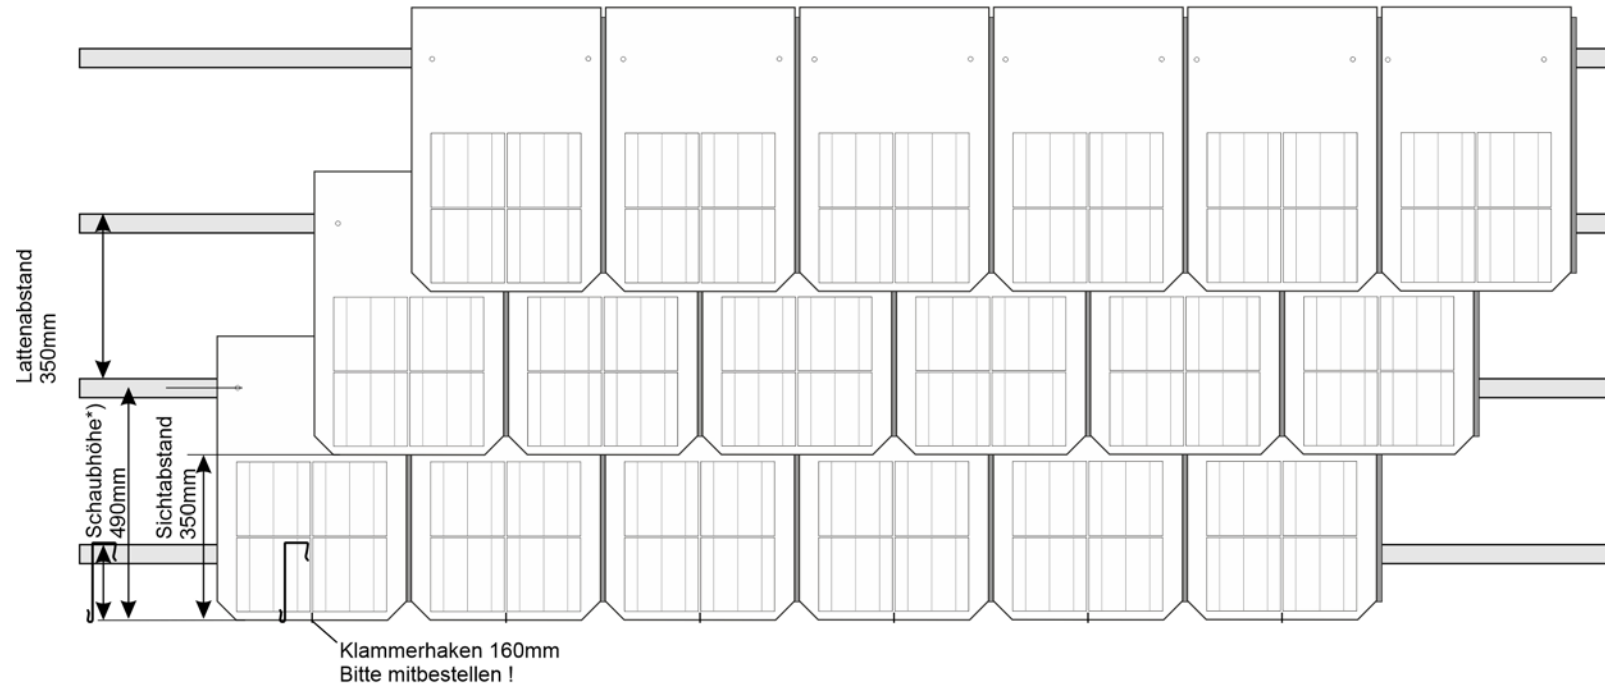 Lattenabstand
350mm
Schaubhöhe*)
490mm
Sichtabstand
350mm
Klammerhaken 160mm
Bitte mitbestellen !